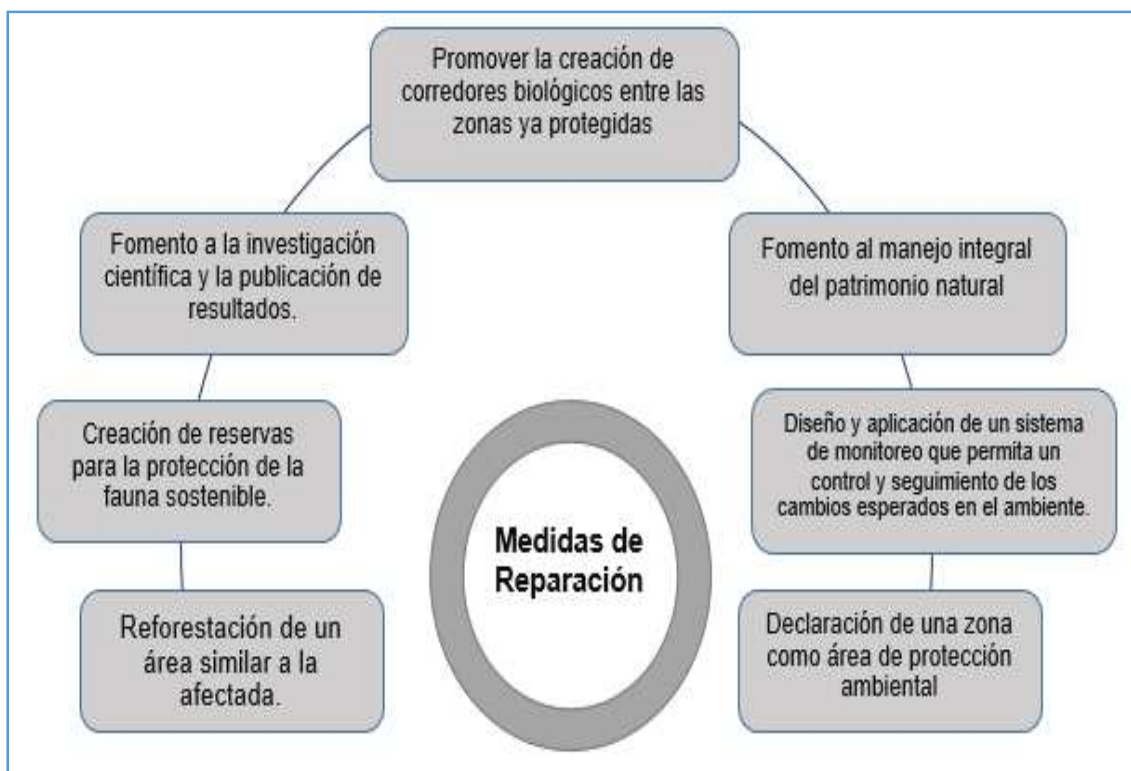 Promover la creación de
corredores biológicos entre las
zonas ya protegidas
Fomento a la investigación
científica y la publicación de
resultados.
Fomento al manejo integral
del patrimonio natural
Creación de reservas
para la protección de la
fauna sostenible.
Diseño y aplicación de un sistema
de monitoreo que permita un
control y seguimiento de los
cambios esperados en el ambiente.
Medidas de
Reparación
Reforestación de un
área similar a la
afectada.
Declaración de una zona
como área de protección
ambiental